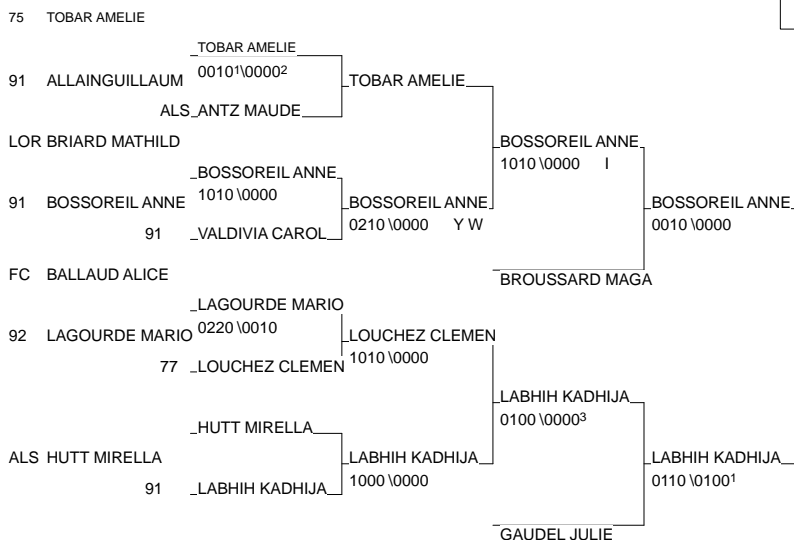 75 TOBAR AMELIE
TOBAR AMELIE
91 ALLAINGUILLAUM 0010¹\0000² TOBAR AMELIE
ALS ANTZ MAUDE
LOR BRIARD MATHILD BOSSOREIL ANNE
1010 \0000 I
BOSSOREIL ANNE
91 BOSSOREIL ANNE 1010 \0000 BOSSOREIL ANNE BOSSOREIL ANNE
0210 \0000 Y W 0010 \0000
91 VALDIVIA CAROL
FC BALLAUD ALICE BROUSSARD MAGA
LAGOURDE MARIO
92 LAGOURDE MARIO 0220 \0010 LOUCHEZ CLEMEN
1010 \0000
77 LOUCHEZ CLEMEN
LABHIH KADHIJA
0100 \0000³
HUTT MIRELLA
ALS HUTT MIRELLA LABHIH KADHIJA LABHIH KADHIJA
1000 \0000 0110 \0100¹
91 LABHIH KADHIJA
GAUDEL JULIE